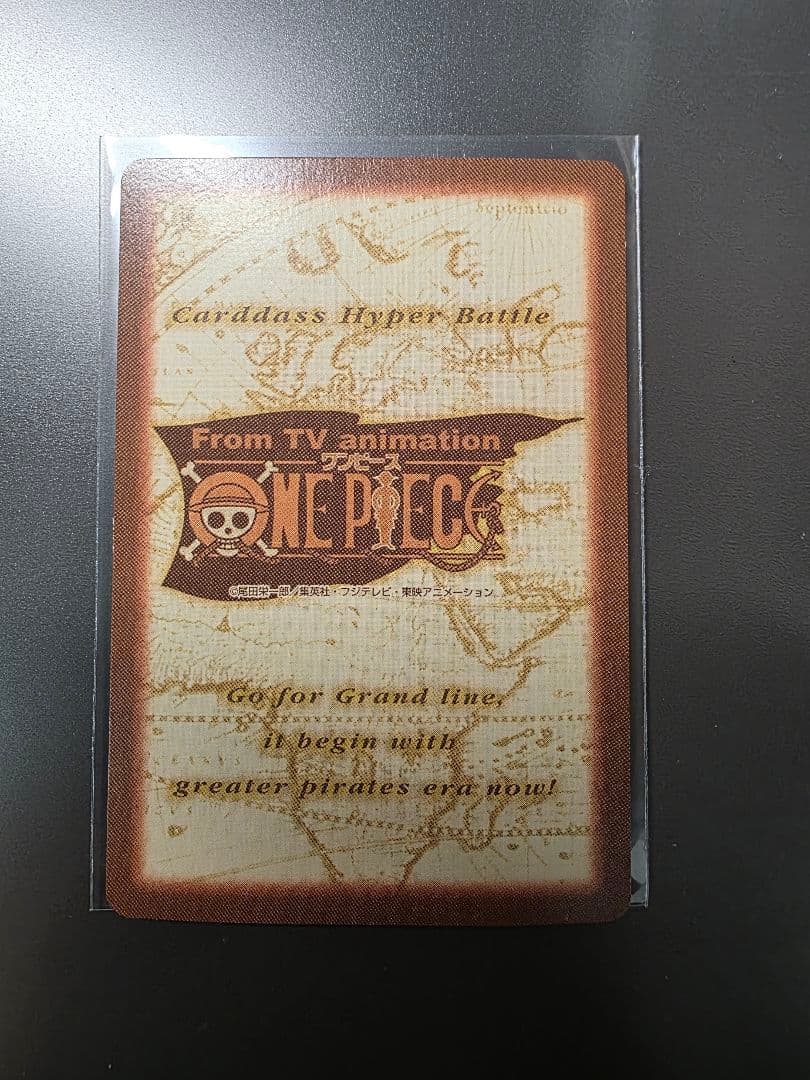 Septentrio
Carddass Hyper Battle
From TV animation
ワンピース
ONE PIECE
©尾田栄一郎／集英社・フジテレビ・東映アニメーション
Go for Grand line,
it begin with
greater pirates era now!